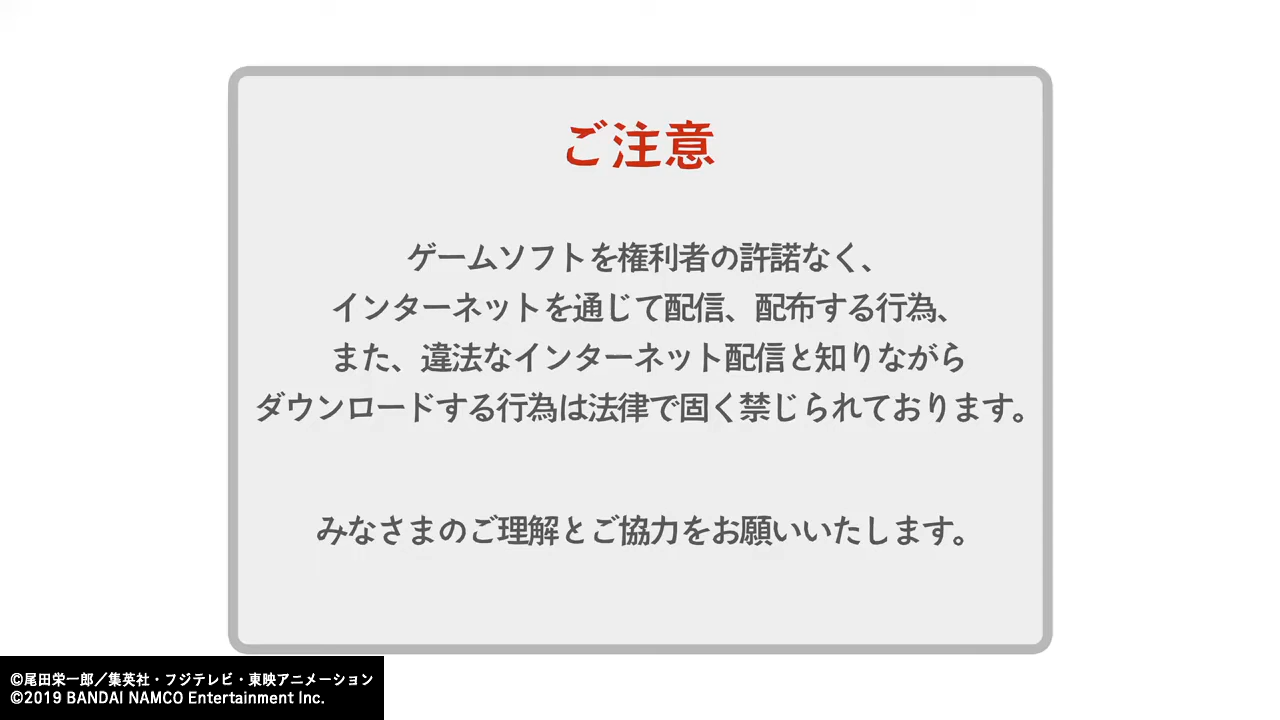 ご注意
ゲームソフトを権利者の許諾なく、
インターネットを通じて配信、配布する行為、
また、違法なインターネット配信と知りながら
ダウンロードする行為は法律で固く禁じられております。
みなさまのご理解とご協力をお願いいたします。
©尾田栄一郎／集英社・フジテレビ・東映アニメーション
©2019 BANDAI NAMCO Entertainment Inc.